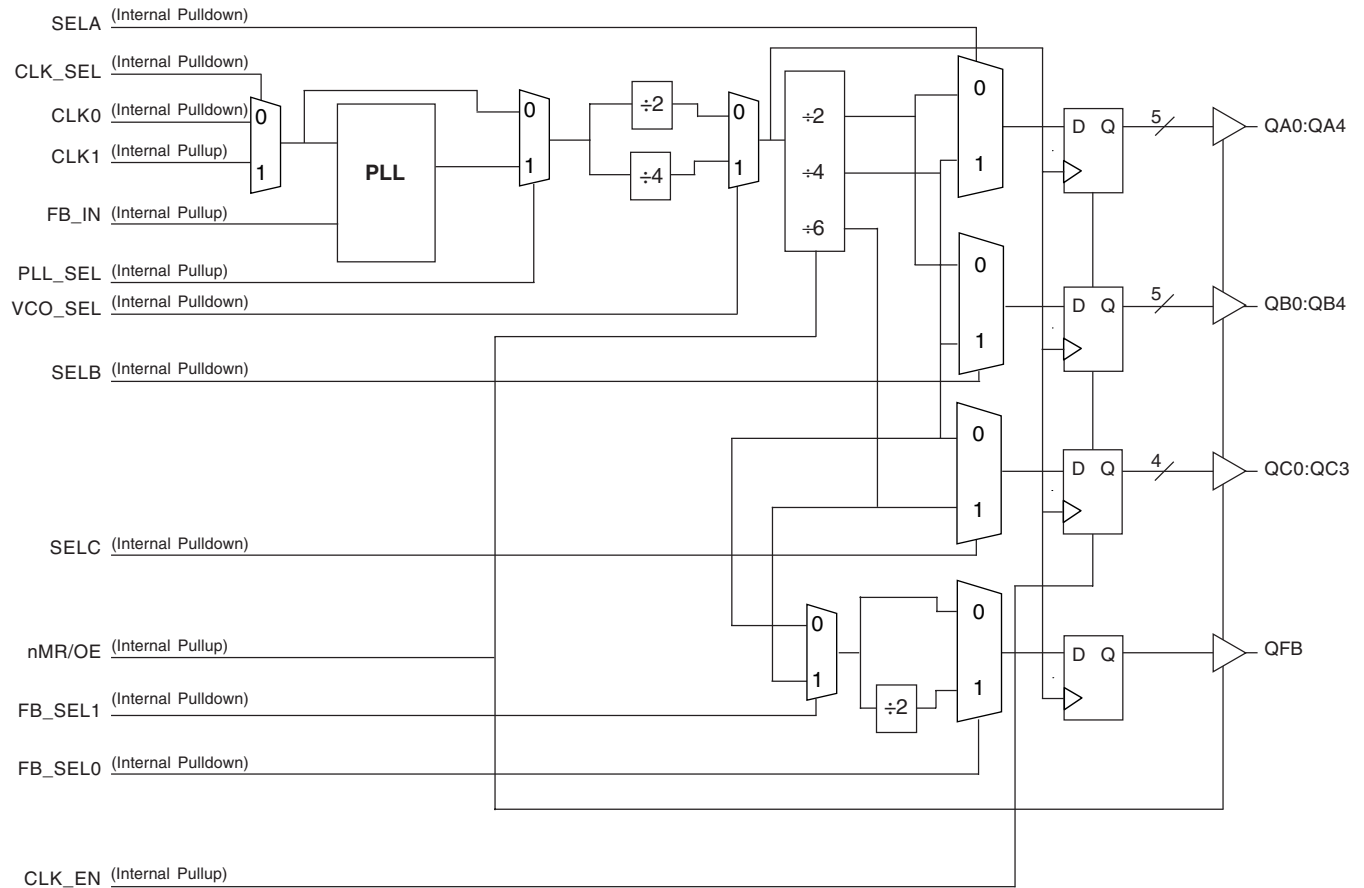 SELA (Internal Pulldown)
CLK_SEL (Internal Pulldown)
CLK0 (Internal Pulldown)
CLK1 (Internal Pullup)
FB_IN (Internal Pullup)
PLL_SEL (Internal Pullup)
VCO_SEL (Internal Pulldown)
SELB (Internal Pulldown)
SELC (Internal Pulldown)
nMR/OE (Internal Pullup)
FB_SEL1 (Internal Pulldown)
FB_SEL0 (Internal Pulldown)
CLK_EN (Internal Pullup)
0
1
PLL
0
1
÷2
÷4
0
1
÷2
÷4
÷6
0
1
D Q
5
QA0:QA4
0
1
D Q
5
QB0:QB4
0
1
D Q
4
QC0:QC3
0
1
÷2
0
1
D Q
QFB